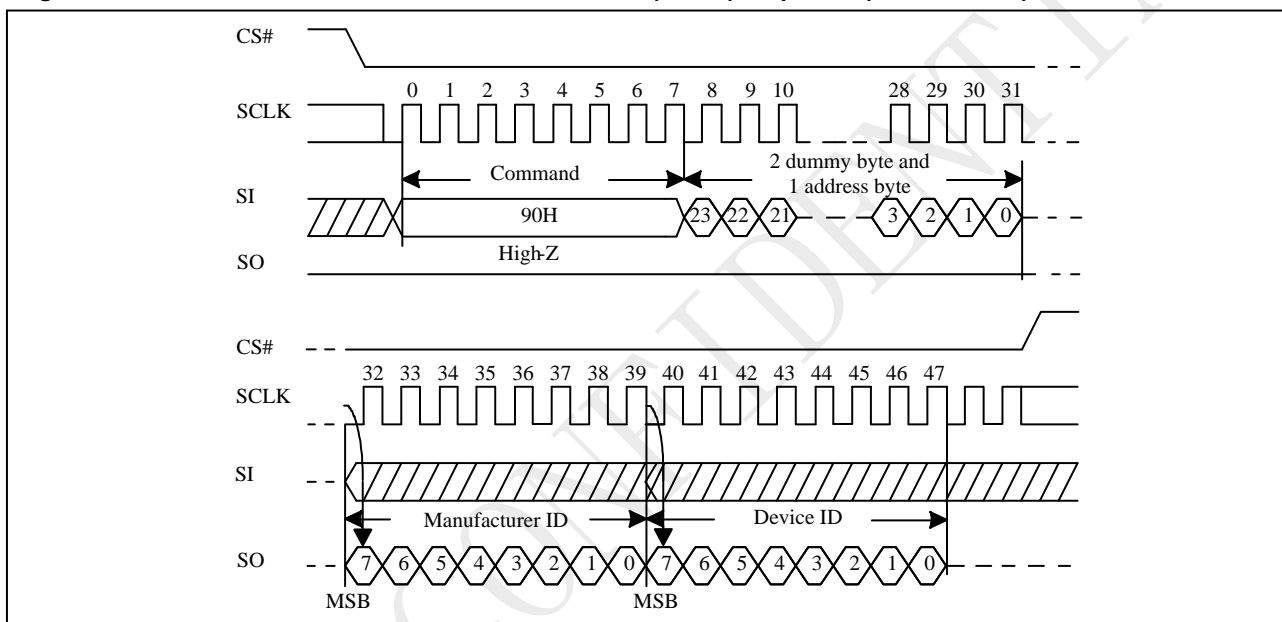 CS#
0 1 2 3 4 5 6 7 8 9 10 28 29 30 31
SCLK
Command
2 dummy byte and
1 address byte
SI
90H
23 22 21 3 2 1 0
High-Z
SO
CS#
32 33 34 35 36 37 38 39 40 41 42 43 44 45 46 47
SCLK
SI
Manufacturer ID
Device ID
SO
7 6 5 4 3 2 1 0 7 6 5 4 3 2 1 0
MSB
MSB